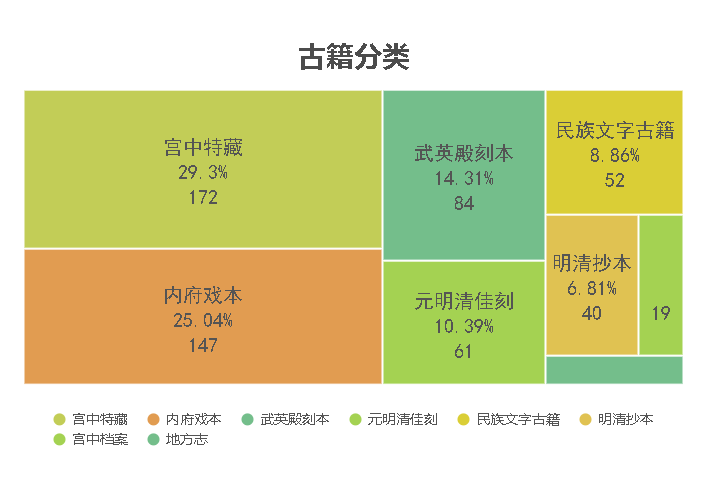 古籍分类
宫中特藏
29.3%
172
武英殿刻本
14.31%
84
民族文字古籍
8.86%
52
内府戏本
25.04%
147
元明清佳刻
10.39%
61
明清抄本
6.81%
40
19
宫中特藏 内府戏本 武英殿刻本 元明清佳刻 民族文字古籍 明清抄本
宫中档案 地方志